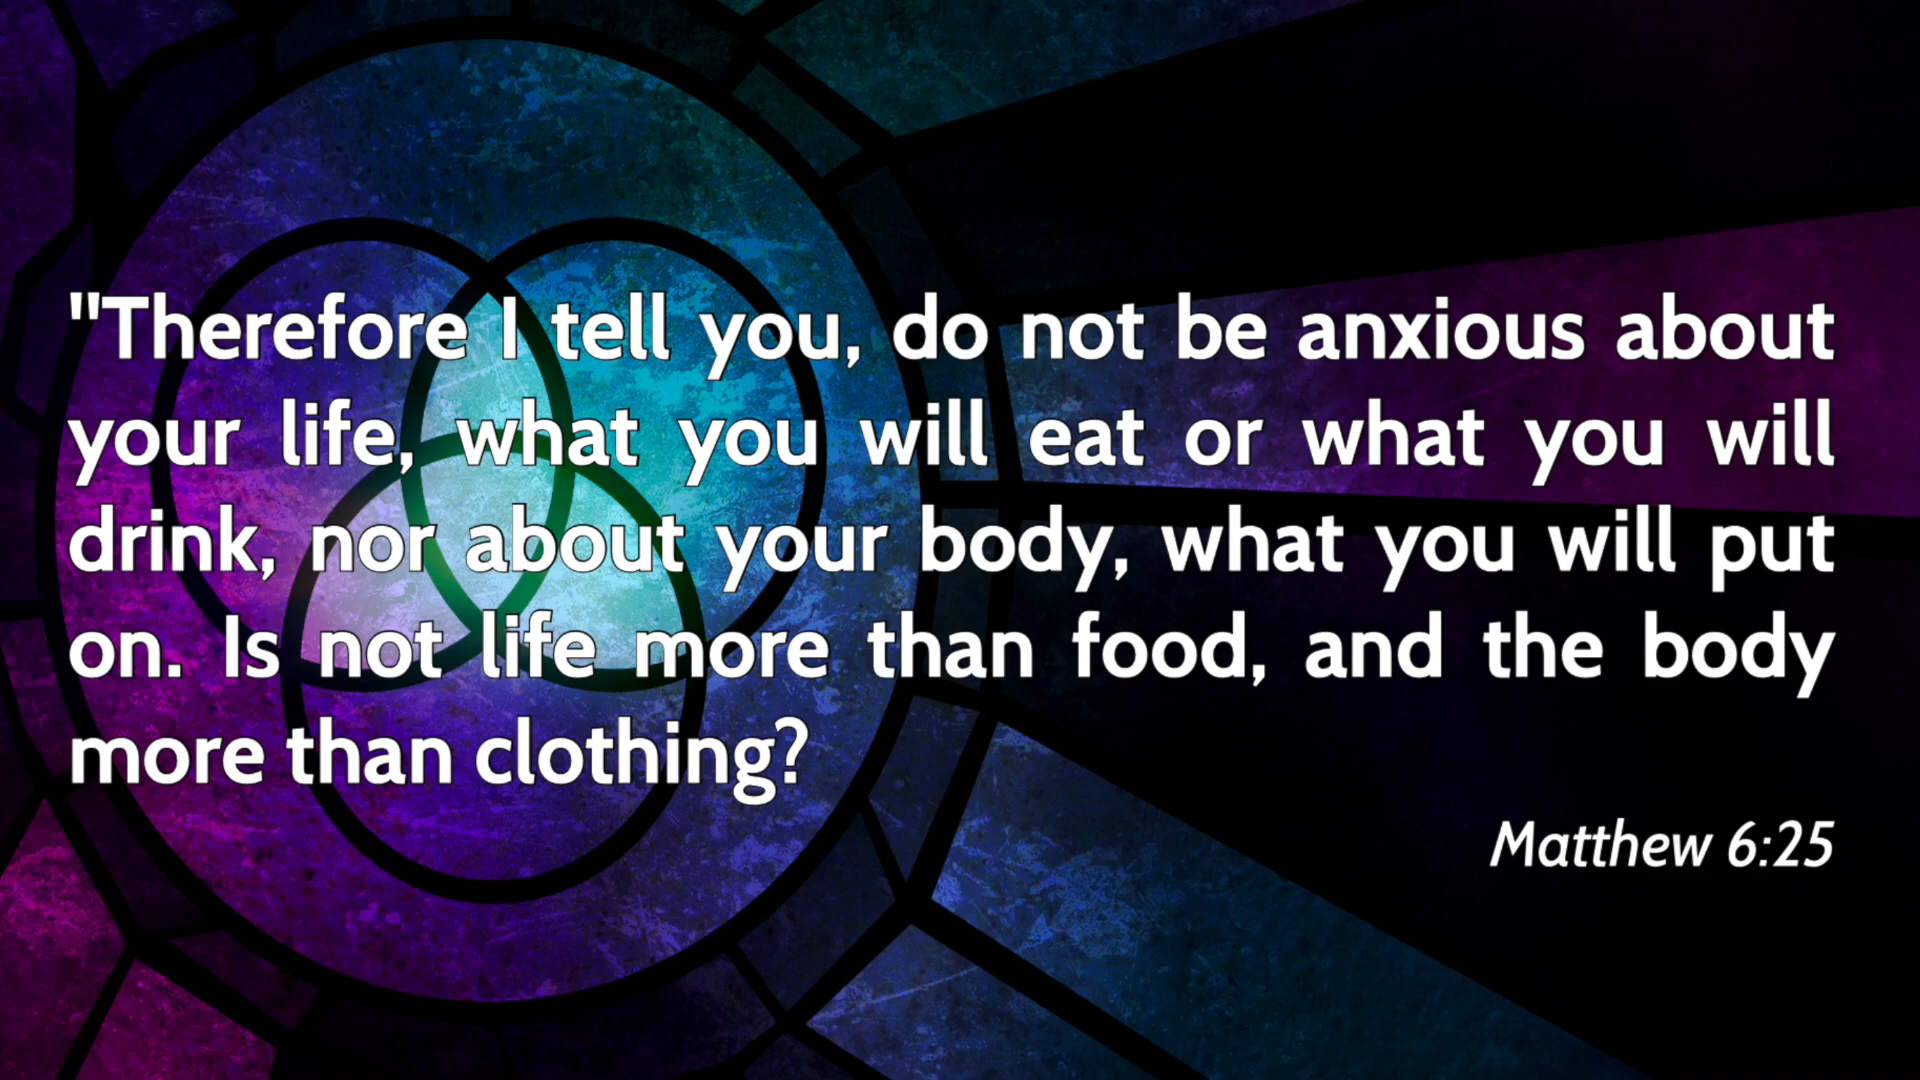 "Therefore I tell you, do not be anxious about
your life, what you will eat or what you will
drink, nor about your body, what you will put
on. Is not life more than food, and the body
more than clothing?
Matthew 6:25